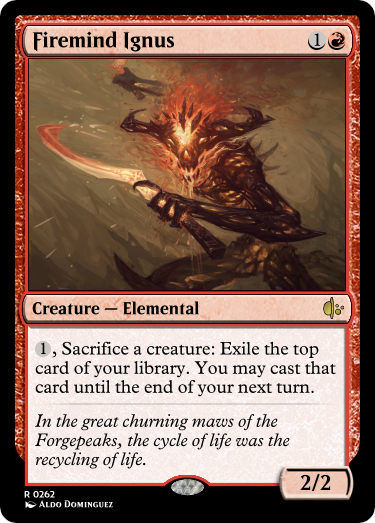 Firemind Ignus 1
Creature — Elemental
1, Sacrifice a creature: Exile the top
card of your library. You may cast that
card until the end of your next turn.
In the great churning maws of the
Forgepeaks, the cycle of life was the
recycling of life.
2/2
R 0262
Aldo Dominguez